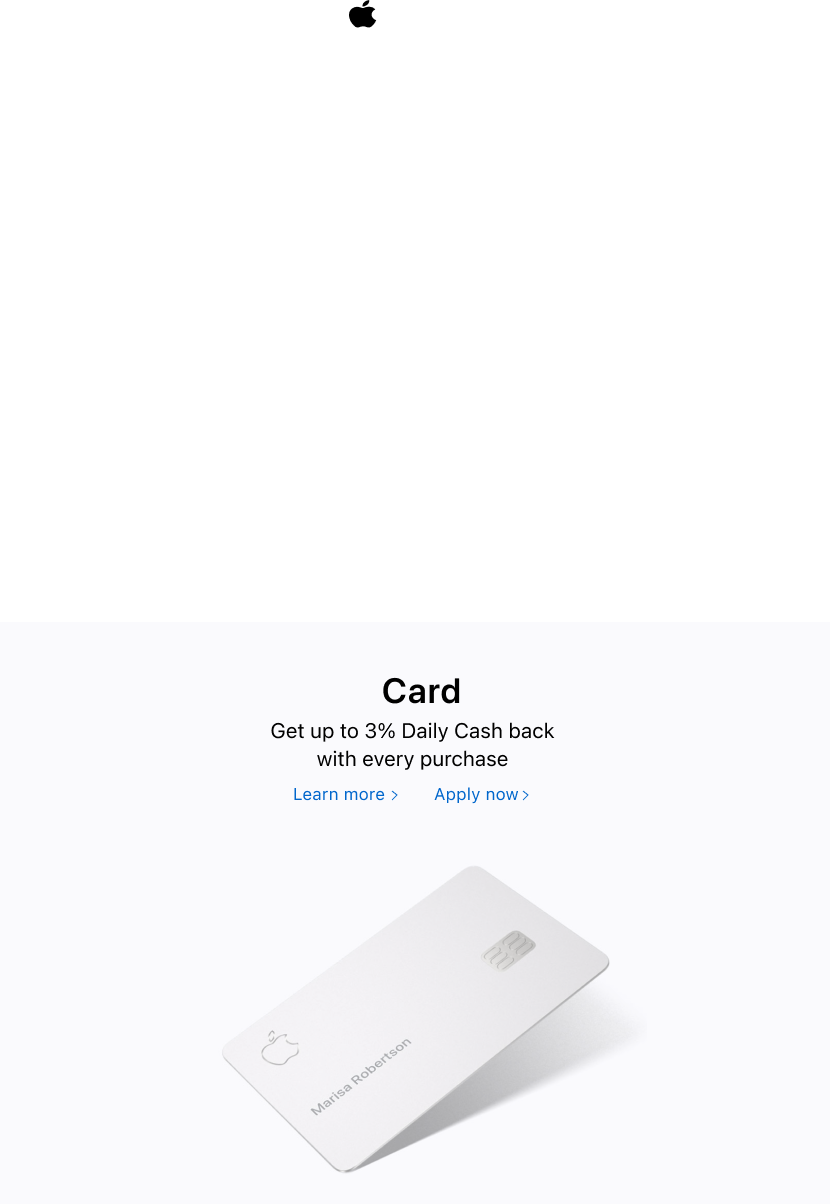 Card
Get up to 3% Daily Cash back
with every purchase
Learn more >
Apply now >
Marisa Robertson